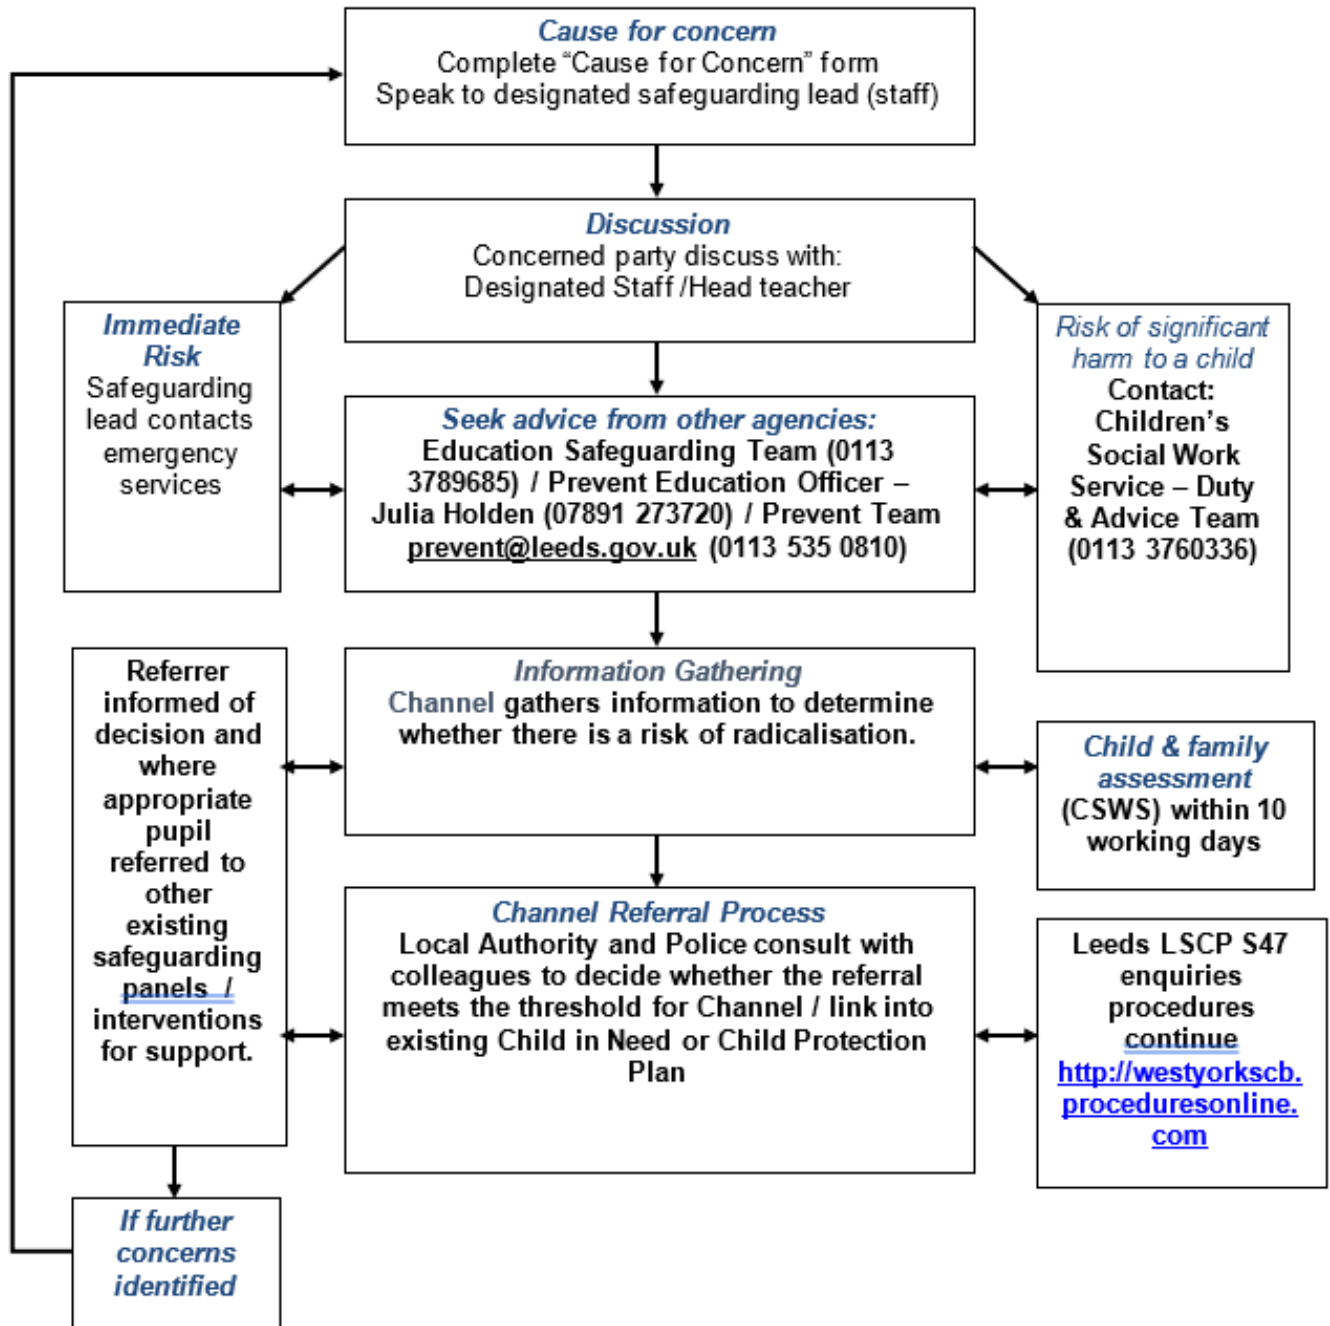 Cause for concern
Complete “Cause for Concern” form
Speak to designated safeguarding lead (staff)
Discussion
Concerned party discuss with:
Designated Staff /Head teacher
Immediate
Risk
Safeguarding
lead contacts
emergency
services
Seek advice from other agencies:
Education Safeguarding Team (0113
3789685) / Prevent Education Officer –
Julia Holden (07891 273720) / Prevent Team
prevent@leeds.gov.uk (0113 535 0810)
Risk of significant
harm to a child
Contact:
Children’s
Social Work
Service – Duty
& Advice Team
(0113 3760336)
Referrer
informed of
decision and
where
appropriate
pupil
referred to
other
existing
safeguarding
panels /
interventions
for support.
Information Gathering
Channel gathers information to determine
whether there is a risk of radicalisation.
Child & family
assessment
(CSWS) within 10
working days
Channel Referral Process
Local Authority and Police consult with
colleagues to decide whether the referral
meets the threshold for Channel / link into
existing Child in Need or Child Protection
Plan
Leeds LSCP S47
enquiries
procedures
continue
http://westyorkscb.
proceduresonline.
com
If further
concerns
identified